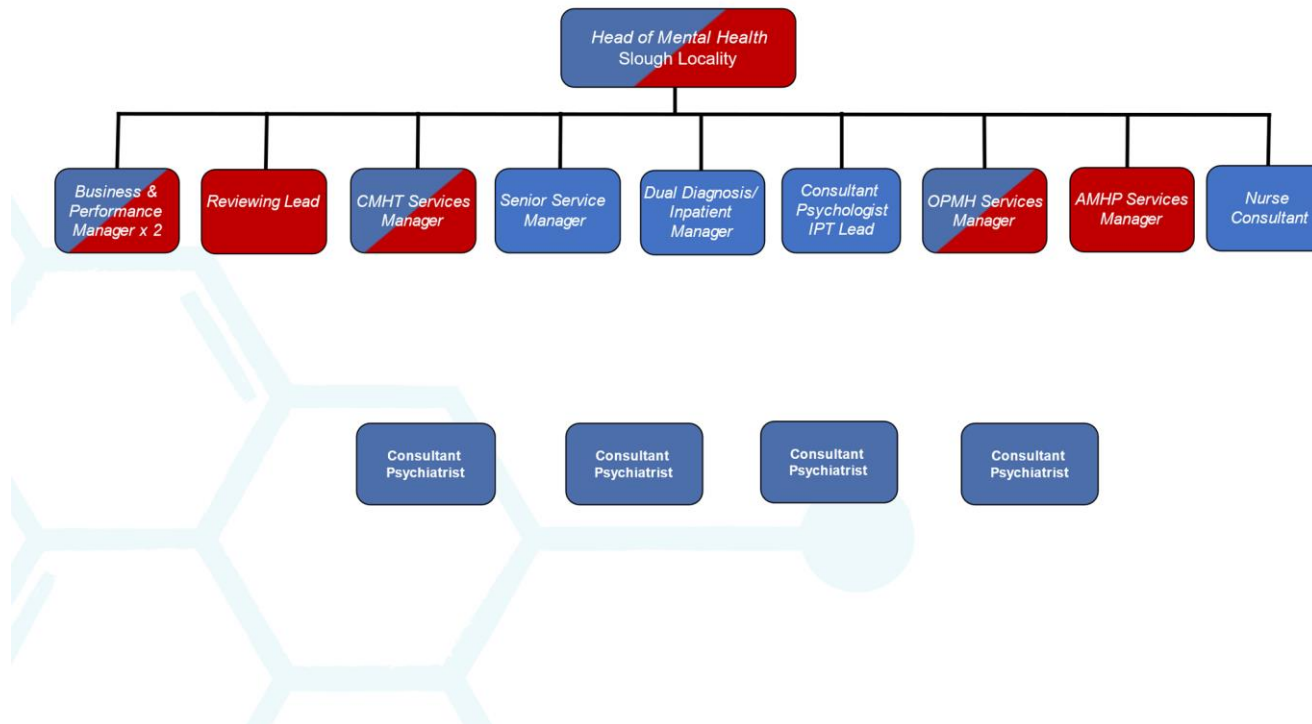 Head of Mental Health
Slough Locality
Business &
Performance
Manager x 2
Reviewing Lead
CMHT Services
Manager
Senior Service
Manager
Dual Diagnosis/
Inpatient
Manager
Consultant
Psychologist
IPT Lead
OPMH Services
Manager
AMHP Services
Manager
Nurse
Consultant
Consultant
Psychiatrist
Consultant
Psychiatrist
Consultant
Psychiatrist
Consultant
Psychiatrist